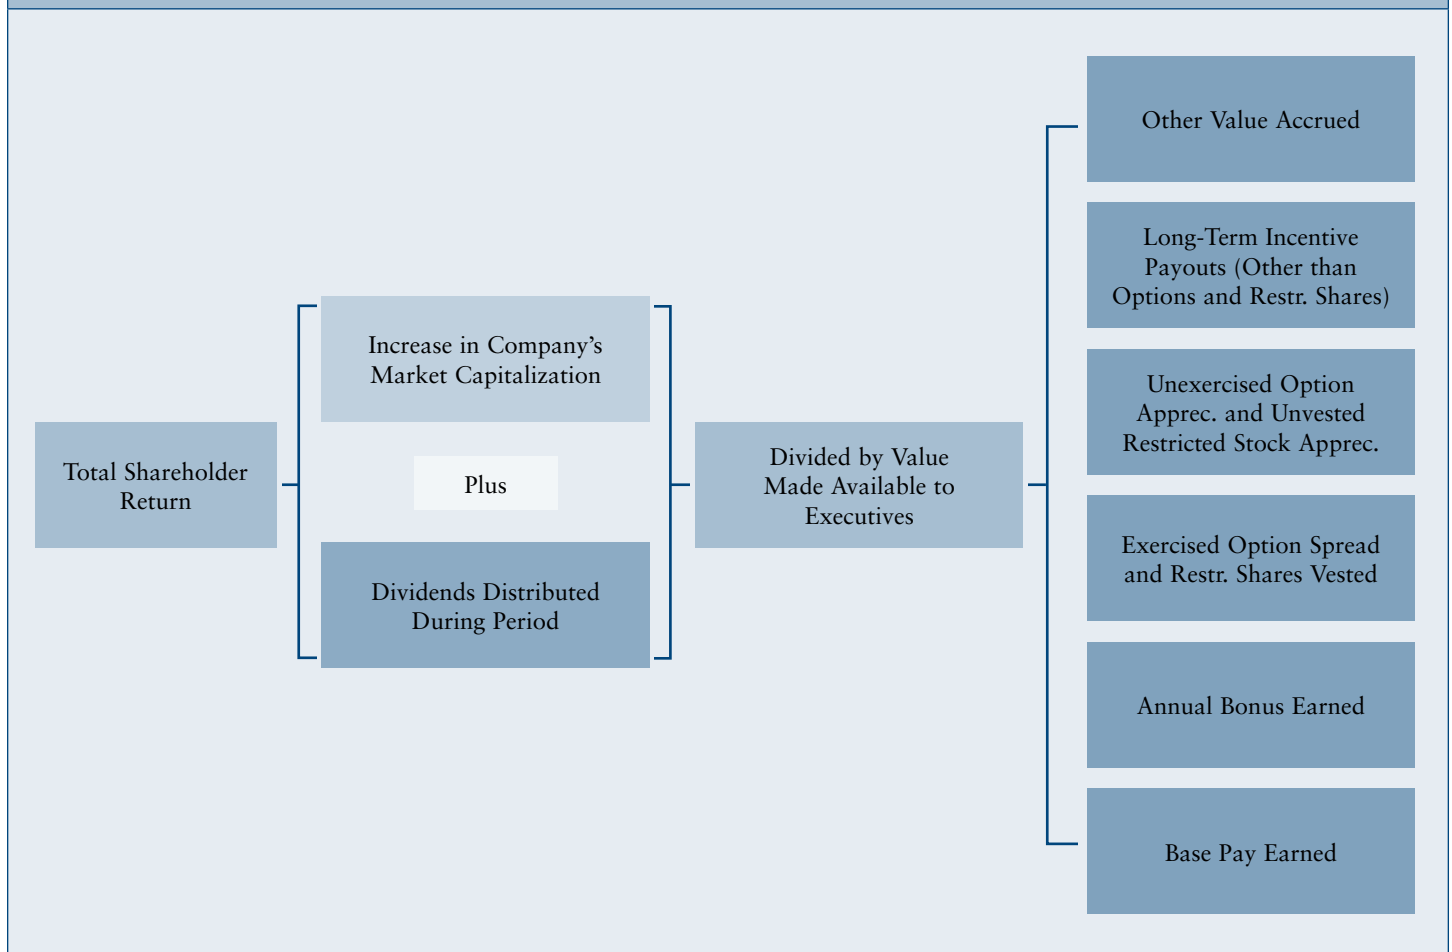 Total Shareholder
Return
Increase in Company’s
Market Capitalization
Plus
Dividends Distributed
During Period
Divided by Value
Made Available to
Executives
Other Value Accrued
Long-Term Incentive
Payouts (Other than
Options and Restr. Shares)
Unexercised Option
Apprec. and Unvested
Restricted Stock Apprec.
Exercised Option Spread
and Restr. Shares Vested
Annual Bonus Earned
Base Pay Earned